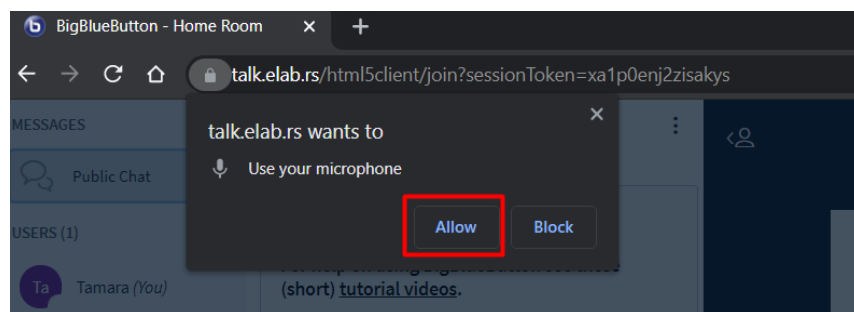 BigBlueButton - Home Room
talk.elab.rs/html5client/join?sessionToken=xa1p0enj2zisakys
MESSAGES
Public Chat
USERS (1)
Ta
Tamara (You)
talk.elab.rs wants to
Use your microphone
Allow
Block
(short) tutorial videos.